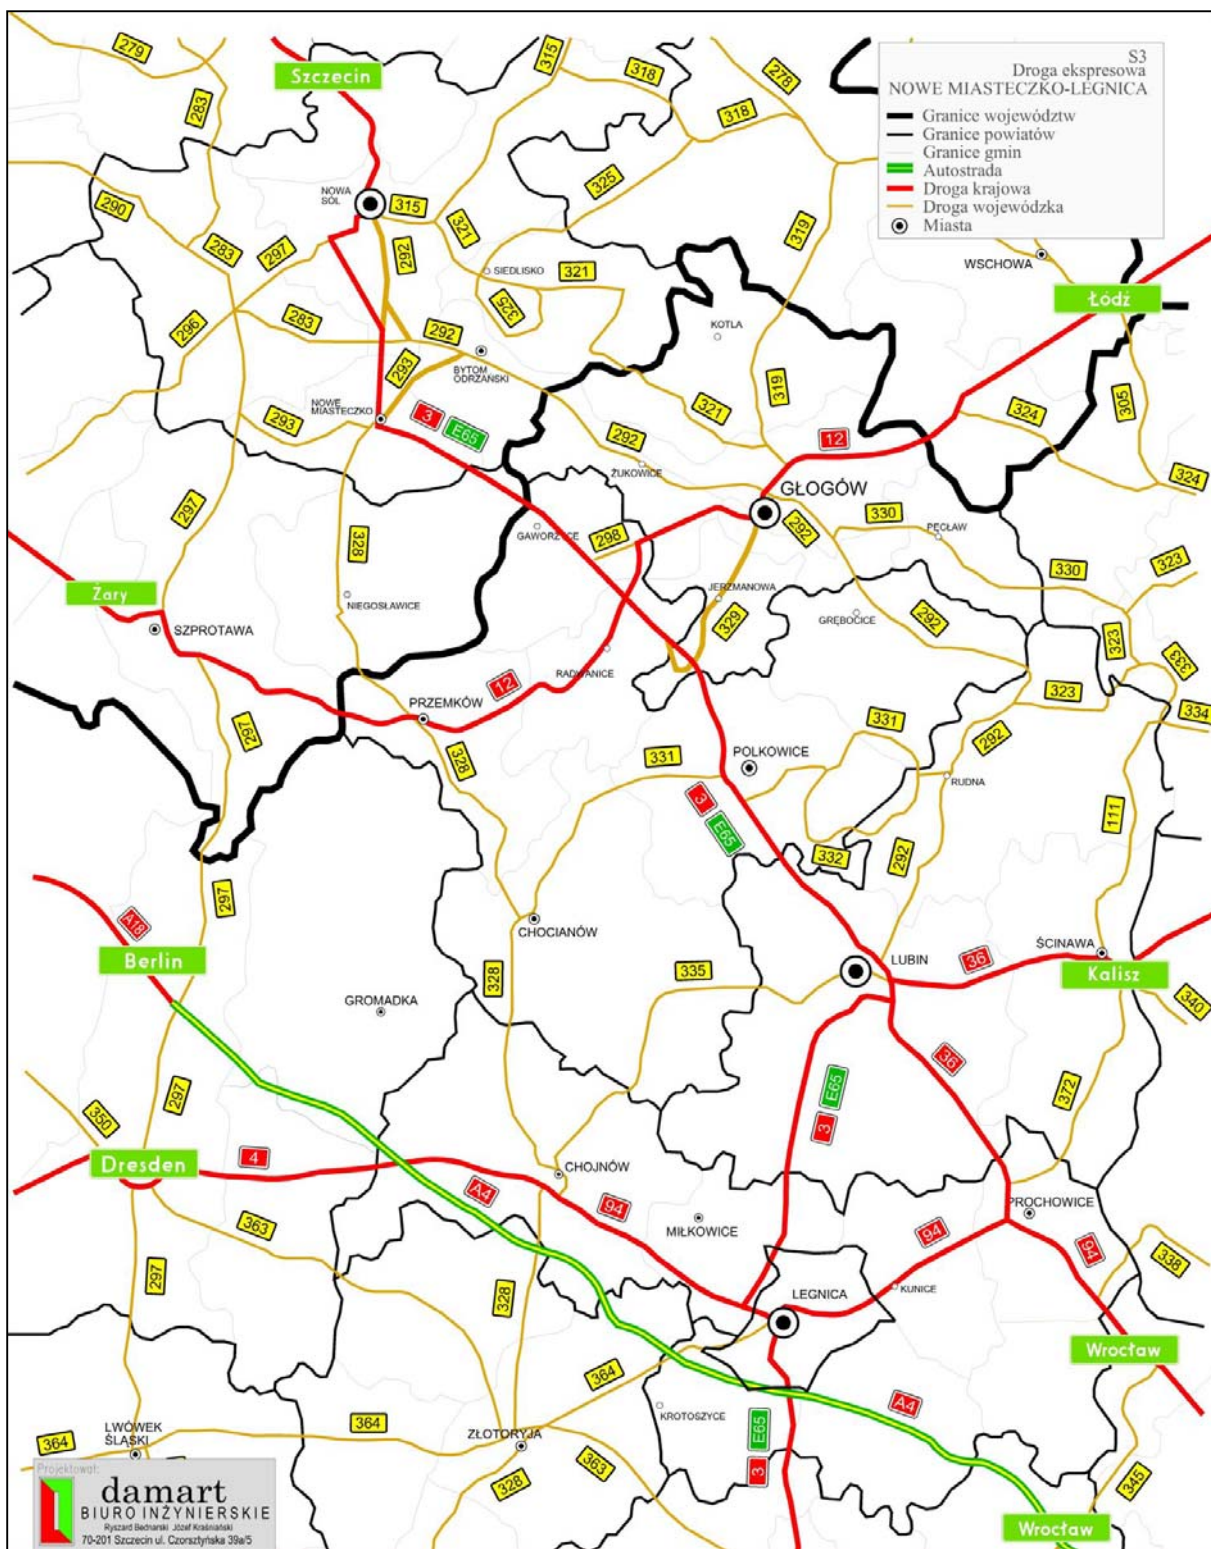 279
315
318
278
S3
Droga ekspresowa
NOWE MIASTECZKO-LEGNICA
Granice województw
Granice powiatów
Granice gmin
Autostrada
Droga krajowa
Droga wojewódzka
Miasta
Szczecin
283
318
325
NOWA
SÓL
315
290
321
319
283
297
292
SIEDLISKO
321
WSCHOWA
Łódź
325
296
283
292
KOTLA
BYTOM
ODRZAŃSKI
293
319
NOWE
MIASTECZKO
293
3
E65
321
305
324
292
12
ŻUKOWICE
324
GŁOGÓW
297
328
GAWORZYCE
298
292
330
PĘCŁAW
323
330
Żary
NIEGOSŁAWICE
JERZMANOWA
329
GRĘBOCICE
292
SZPROTAWA
323
333
RADWANICE
12
323
334
PRZEMKÓW
297
331
292
328
331
POLKOWICE
RUDNA
3
E65
111
332
292
297
A18
CHOCIANÓW
Berlin
LUBIN
ŚCINAWA
36
Kalisz
335
328
GROMADKA
340
36
297
E65
3
372
350
Dresden
4
CHOJNÓW
A4
94
MIŁKOWICE
PROCHOWICE
363
94
94
338
297
328
KUNICE
LEGNICA
Wrocław
364
KROTOSZYCE
A4
LWÓWEK
ŚLĄSKI
364
364
ZŁOTORYJA
E65
3
328
363
345
Wrocław
Projektował:
damart
BIURO INŻYNIERSKIE
Ryszard Bednarski Józef Kraśniański
70-201 Szczecin ul. Czorsztyńska 39a/5